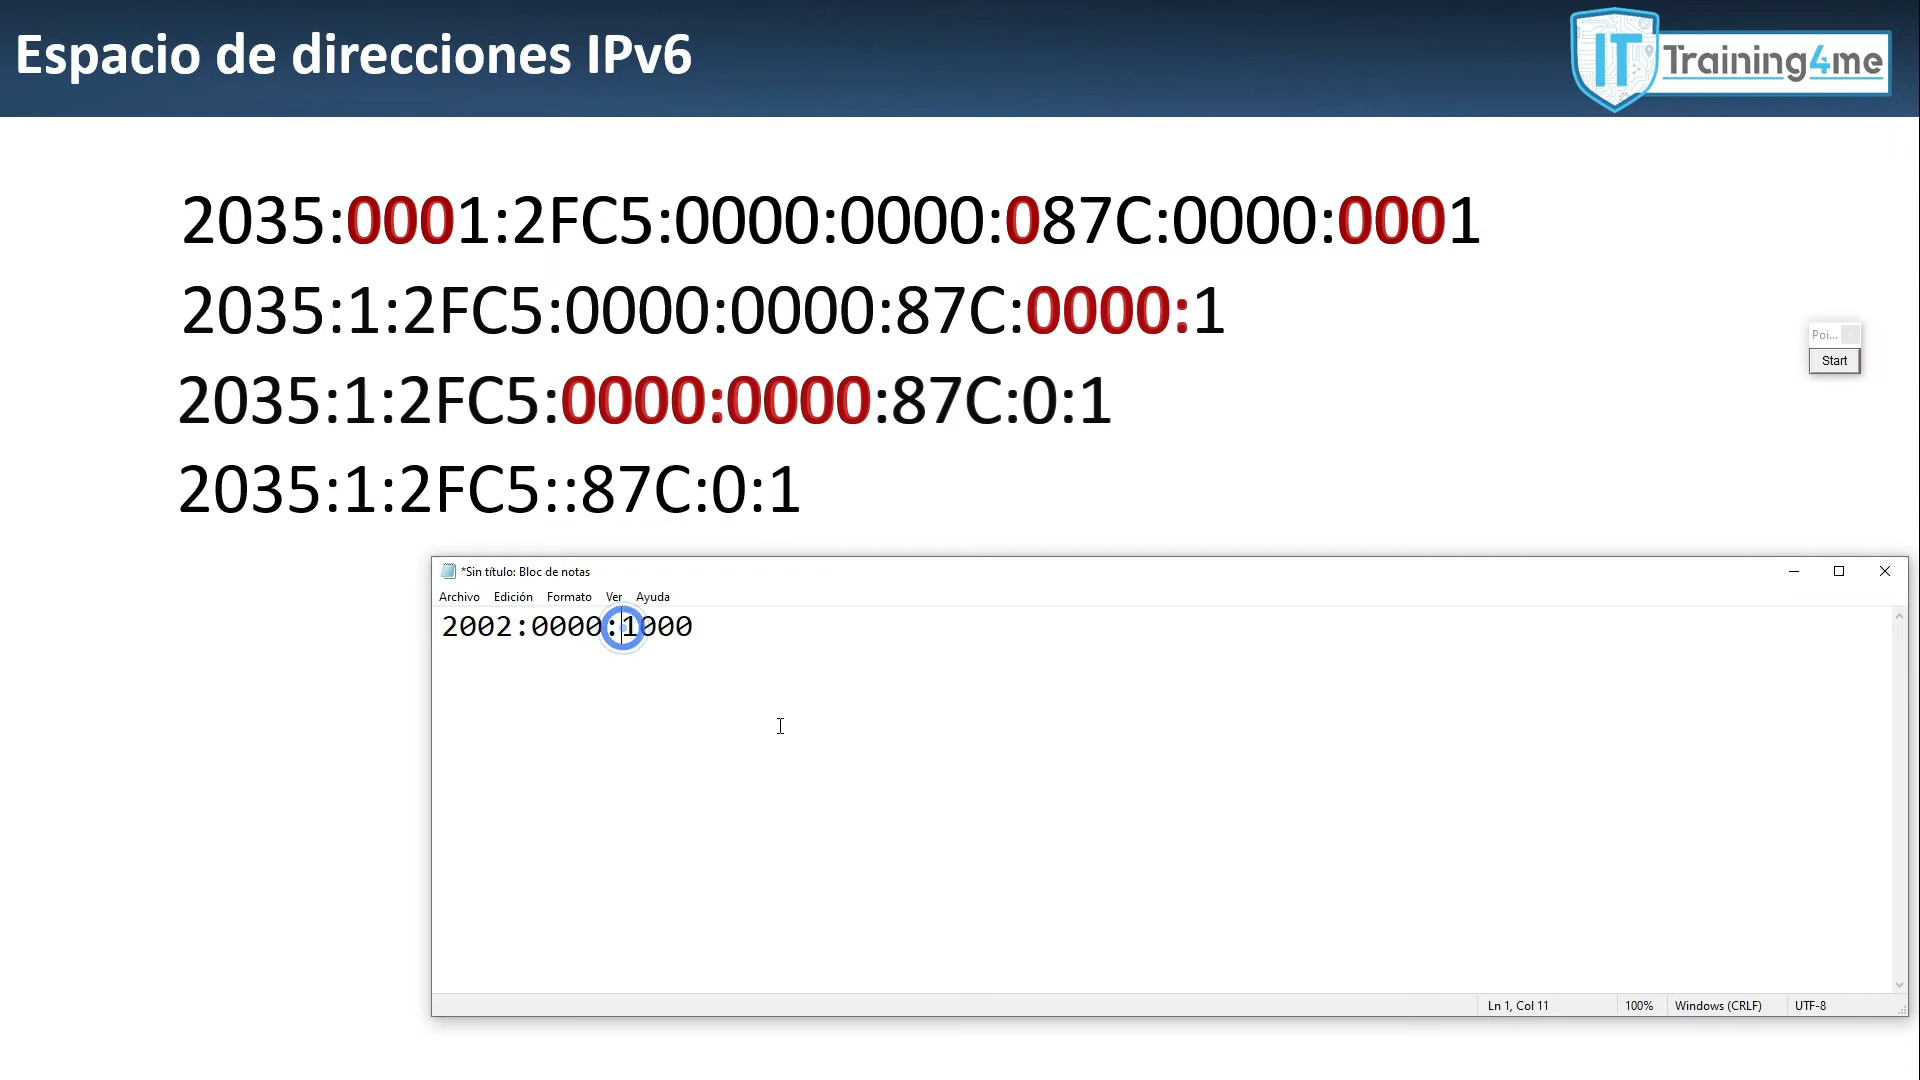 Espacio de direcciones IPv6
IT Training4me
2035:0001:2FC5:0000:0000:087C:0000:0001
2035:1:2FC5:0000:0000:87C:0000:1
2035:1:2FC5:0000:0000:87C:0:1
2035:1:2FC5::87C:0:1
Poi...
Start
*Sin título: Bloc de notas
Archivo Edición Formato Ver Ayuda
2002:0000:1000
Ln 1, Col 11 100% Windows (CRLF) UTF-8